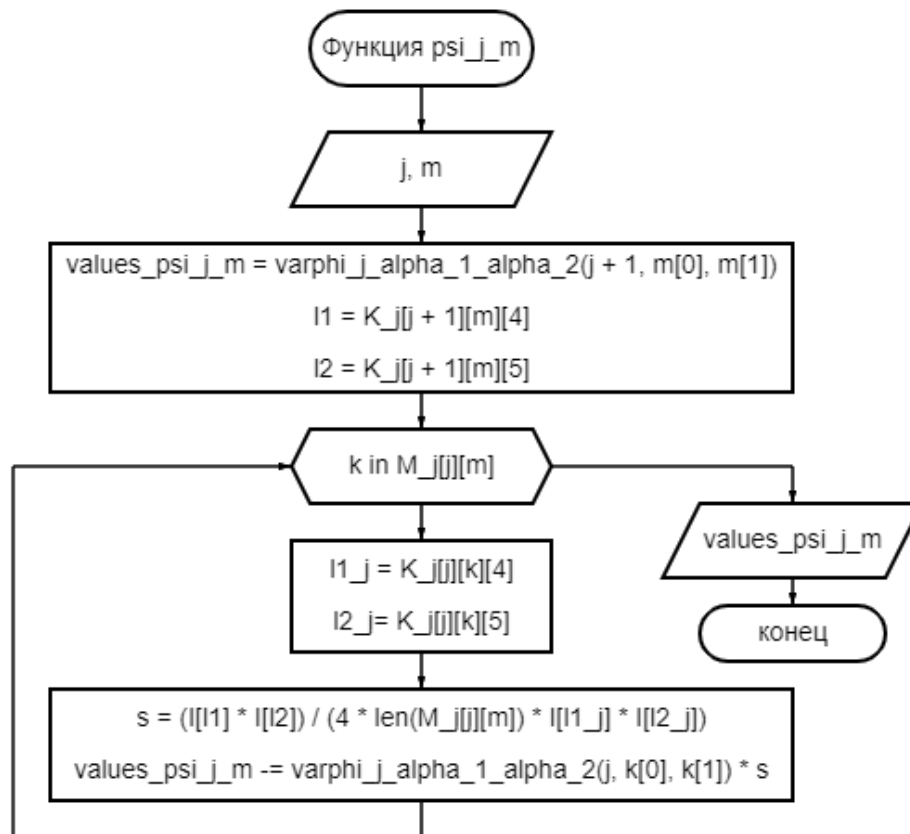 Функция psi_j_m
j, m
values_psi_j_m = varphi_j_alpha_1_alpha_2(j + 1, m[0], m[1])
l1 = K_j[j + 1][m][4]
l2 = K_j[j + 1][m][5]
k in M_j[j][m]
l1_j = K_j[j][k][4]
l2_j= K_j[j][k][5]
values_psi_j_m
конец
s = (l[l1] * l[l2]) / (4 * len(M_j[j][m]) * l[l1_j] * l[l2_j])
values_psi_j_m -= varphi_j_alpha_1_alpha_2(j, k[0], k[1]) * s